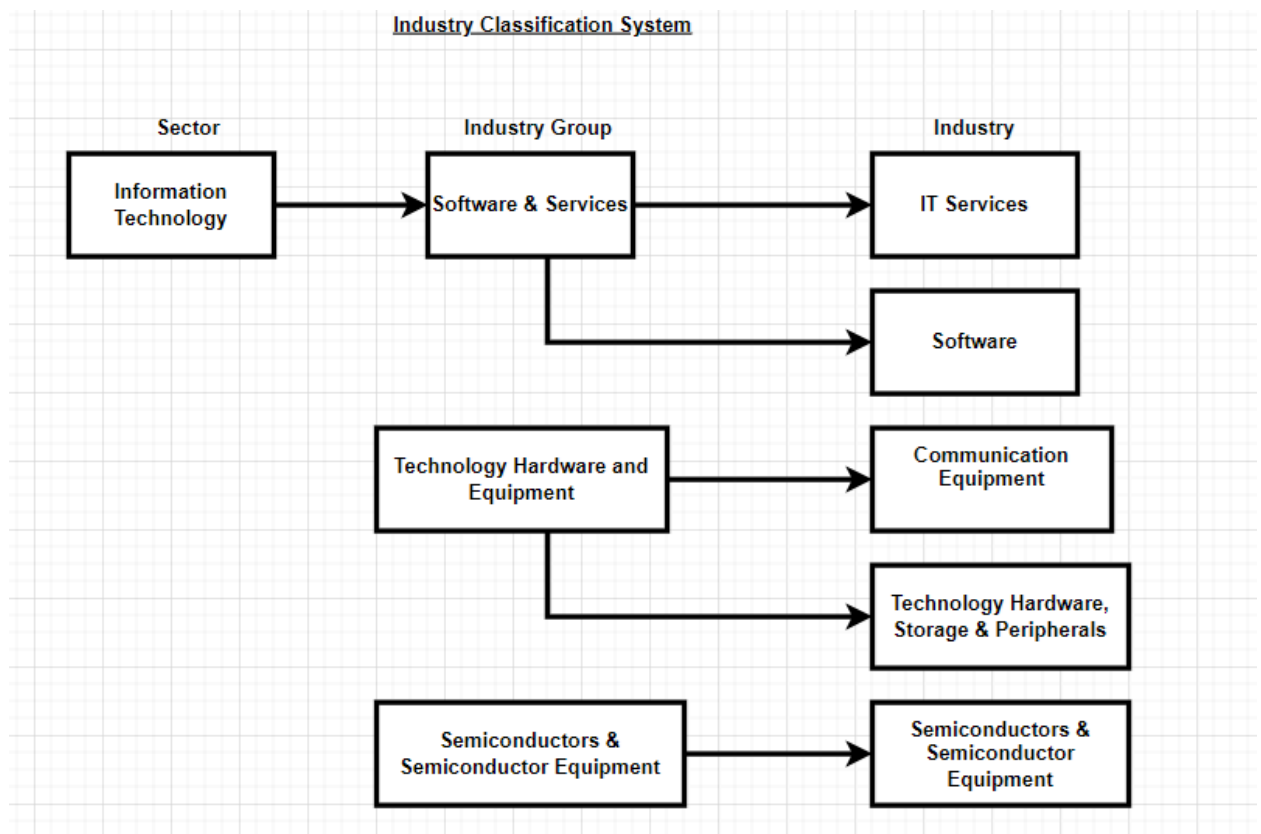 Industry Classification System
Sector
Industry Group
Industry
Information
Technology
Software & Services
IT Services
Software
Technology Hardware and
Equipment
Communication
Equipment
Technology Hardware,
Storage & Peripherals
Semiconductors &
Semiconductor Equipment
Semiconductors &
Semiconductor
Equipment